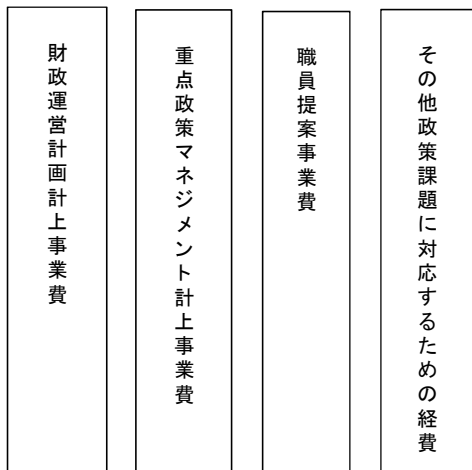 財政運営計画計上事業費
重点政策マネジメント計上事業費
職員提案事業費
その他政策課題に対応するための経費